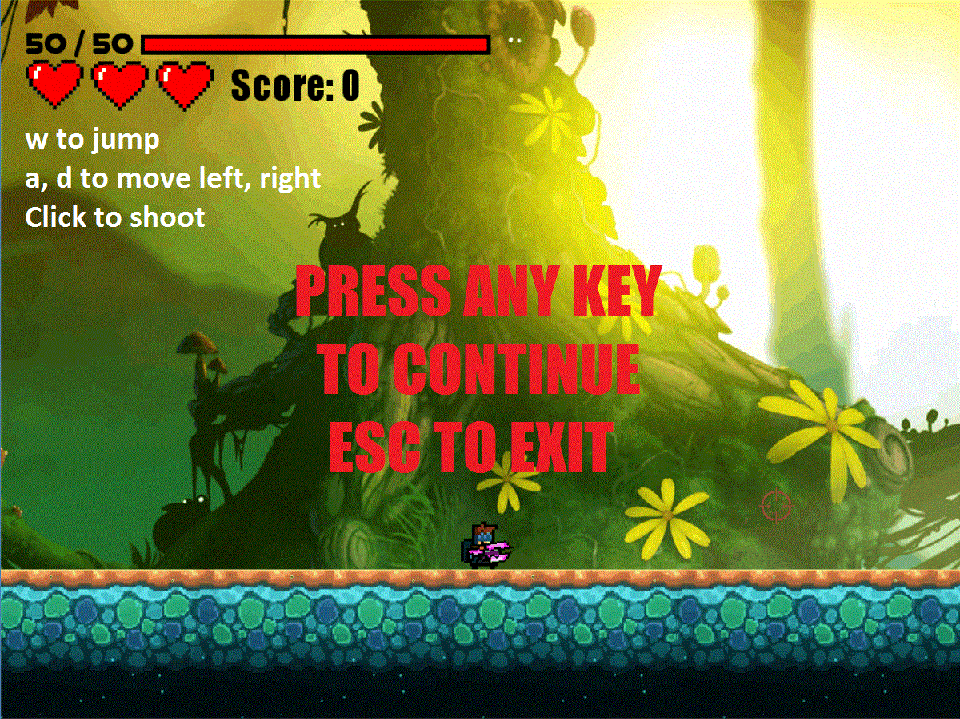 50 / 50
Score: 0
w to jump
a, d to move left, right
Click to shoot
PRESS ANY KEY
TO CONTINUE
ESC TO EXIT